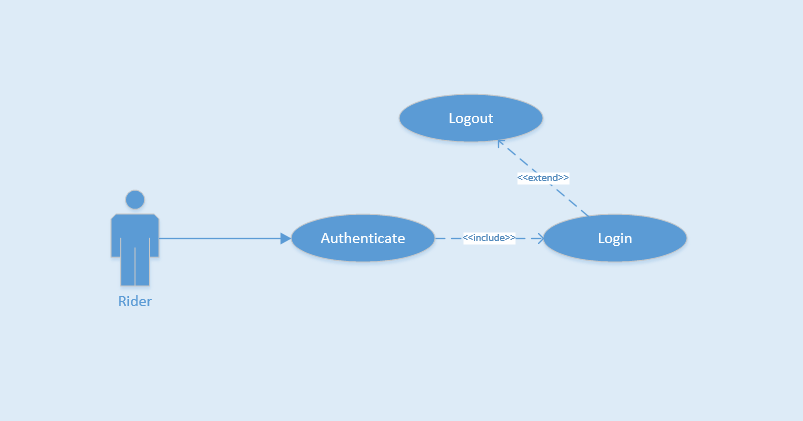 Logout
<<extend>>
Authenticate
<<include>>
Login
Rider